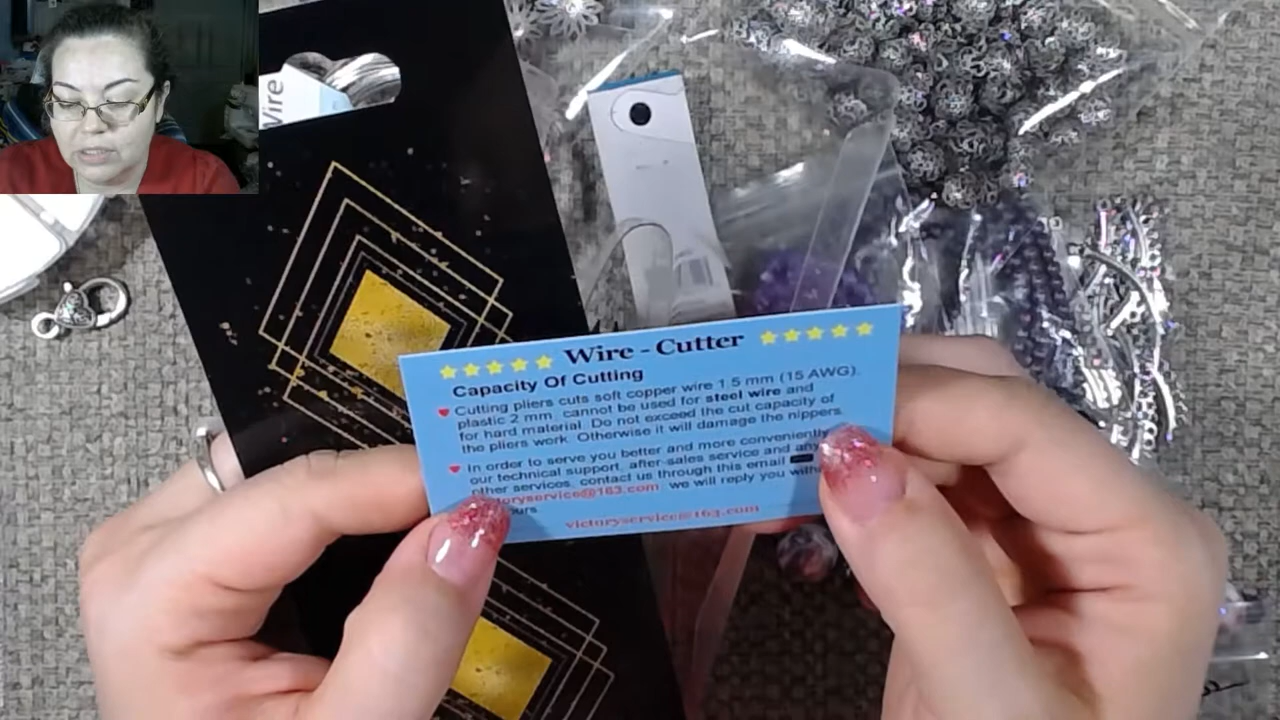 Wire
Wire - Cutter
Capacity Of Cutting
Cutting pliers cuts soft copper wire 1.5 mm (15 AWG).
plastic 2 mm, cannot be used for steel wire and
for hard material. Do not exceed the cut capacity of
the pliers work. Otherwise it will damage the nippers.
In order to serve you better and more conveniently
our technical support, after-sales service and any
other services, contact us through this email
toryservice@163.com we will reply you
ours
victoryservice@163.com